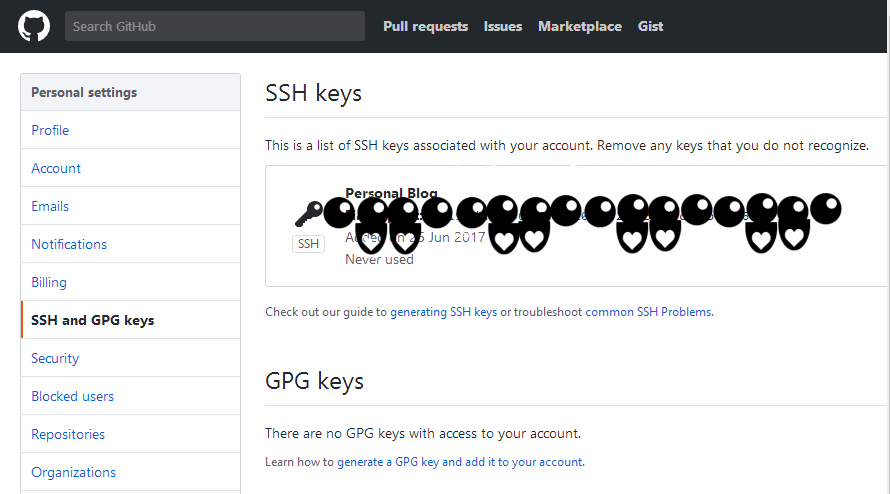 Search GitHub
Pull requests
Issues
Marketplace
Gist
Personal settings
Profile
Account
Emails
Notifications
Billing
SSH and GPG keys
Security
Blocked users
Repositories
Organizations
SSH keys
This is a list of SSH keys associated with your account. Remove any keys that you do not recognize.
Personal Blog
SSH
Added on 25 Jun 2017
Never used
Check out our guide to generating SSH keys or troubleshoot common SSH Problems.
GPG keys
There are no GPG keys with access to your account.
Learn how to generate a GPG key and add it to your account.